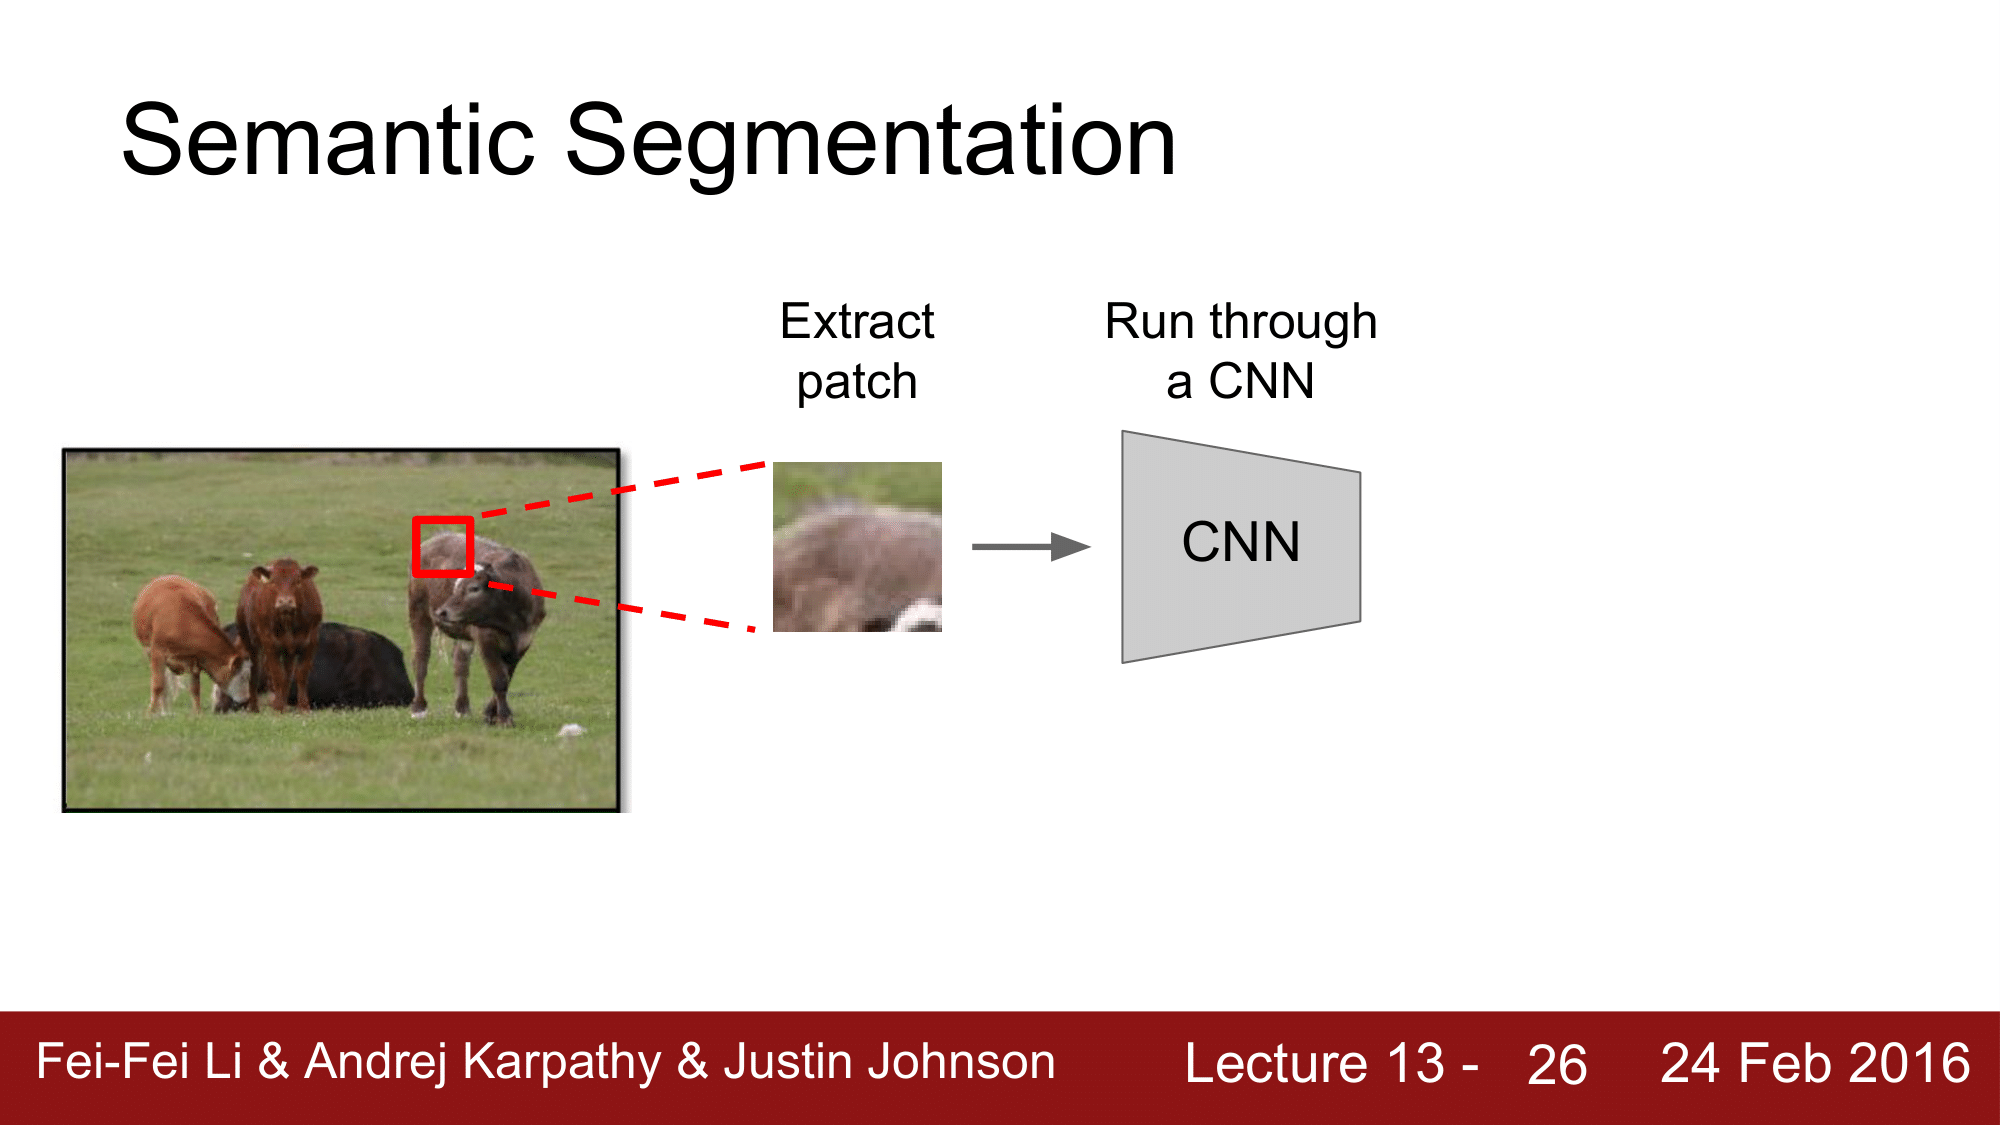 Semantic Segmentation
Extract
patch
Run through
a CNN
CNN
Fei-Fei Li & Andrej Karpathy & Justin Johnson
Lecture 13 - 26
24 Feb 2016